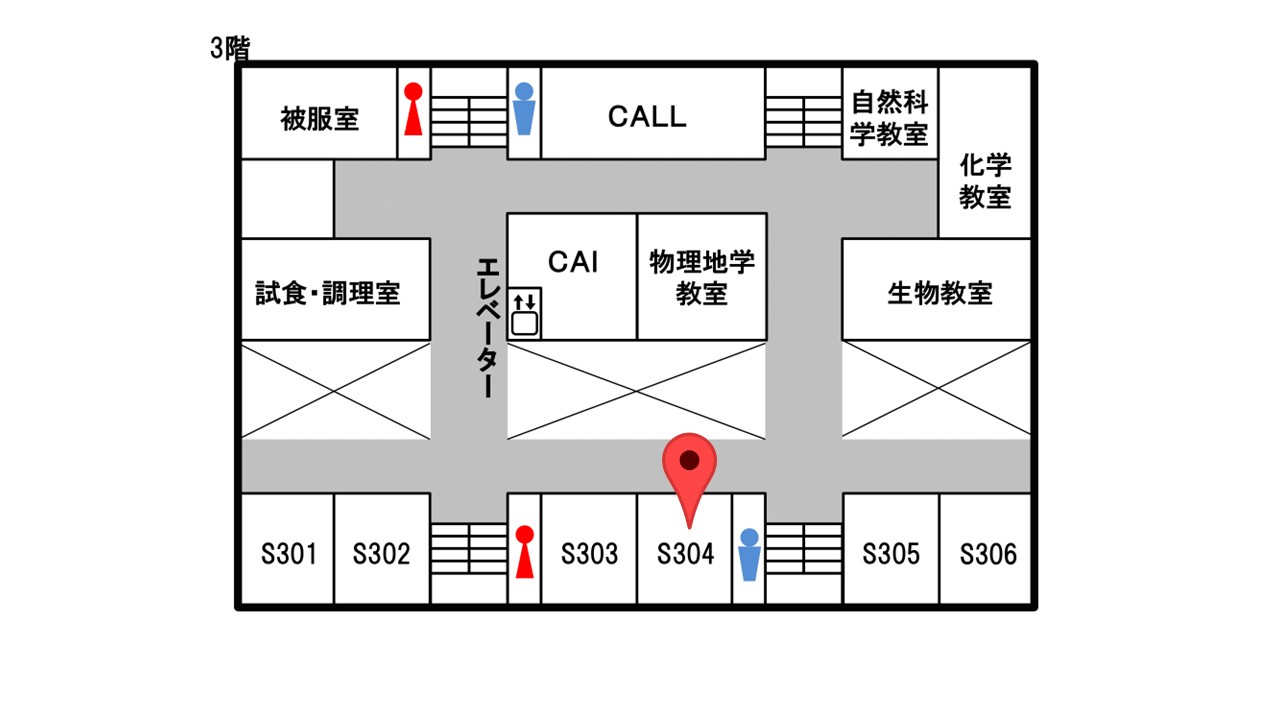 3階
被服室
CALL
自然科
学教室
化学
教室
エレベーター
CAI
物理地学
教室
試食・調理室
生物教室
S301
S302
S303
S304
S305
S306